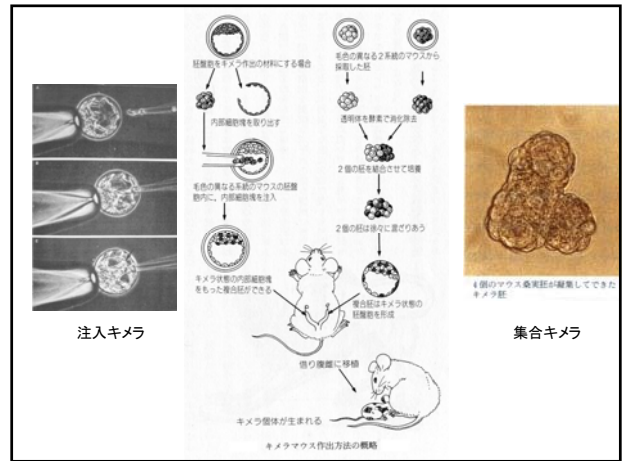 胚盤胞をキメラ作出の材料にする場合
内部細胞塊を取り出す
毛色の異なる系統のマウスの胚盤
胞内に，内部細胞塊を注入
キメラ状態の内部細胞塊
をもった複合胚ができる
毛色の異なる２系統のマウスから
採取した胚
透明体を酵素で消化除去
２個の胚を結合させて培養
２個の胚は徐々に混ざりあう
複合胚はキメラ状態の
胚盤胞を形成
借り腹雌に移植
キメラ個体が生まれる
キメラマウス作出方法の概略
注入キメラ
4個のマウス桑実胚が凝集してできた
キメラ胚
集合キメラ